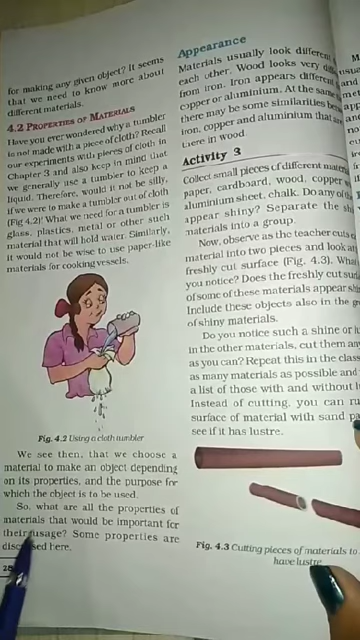 for making any given object? It seems
that we need to know more about
different materials.
4.2 PROPERTIES OF MATERIALS
Have you ever wondered why a tumbler
is not made with a piece of cloth? Recall
our experiments with pieces of cloth in
Chapter 3 and also keep in mind that
we generally use a tumbler to keep a
liquid. Therefore, would it not be silly,
if we were to make a tumbler out of cloth
(Fig 4.2)! What we need for a tumbler is
glass, plastics, metal or other such
material that will hold water. Similarly,
it would not be wise to use paper-like
materials for cooking vessels.
Fig. 4.2 Using a cloth tumbler
We see then, that we choose a
material to make an object depending
on its properties, and the purpose for
which the object is to be used.
So, what are all the properties of
materials that would be important for
their usage? Some properties are
discussed here.
Appearance
Materials usually look different
each other. Wood looks very
from iron. Iron appears different
copper or aluminium. At the same
there may be some similarities
iron, copper and aluminium that
there in wood.
Activity 3
Collect small pieces of different
paper, cardboard, wood, copper
aluminium sheet, chalk. Do any of
appear shiny? Separate the
materials into a group.
Now, observe as the teacher cuts
material into two pieces and look at
freshly cut surface (Fig. 4.3). What
you notice? Does the freshly cut
of some of these materials appear
Include these objects also in the
of shiny materials.
Do you notice such a shine or
in the other materials, cut them
as you can? Repeat this in the class
as many materials as possible and
a list of those with and without
Instead of cutting, you can
surface of material with sand
see if it has lustre.
Fig. 4.3 Cutting pieces of materials to
have lustre